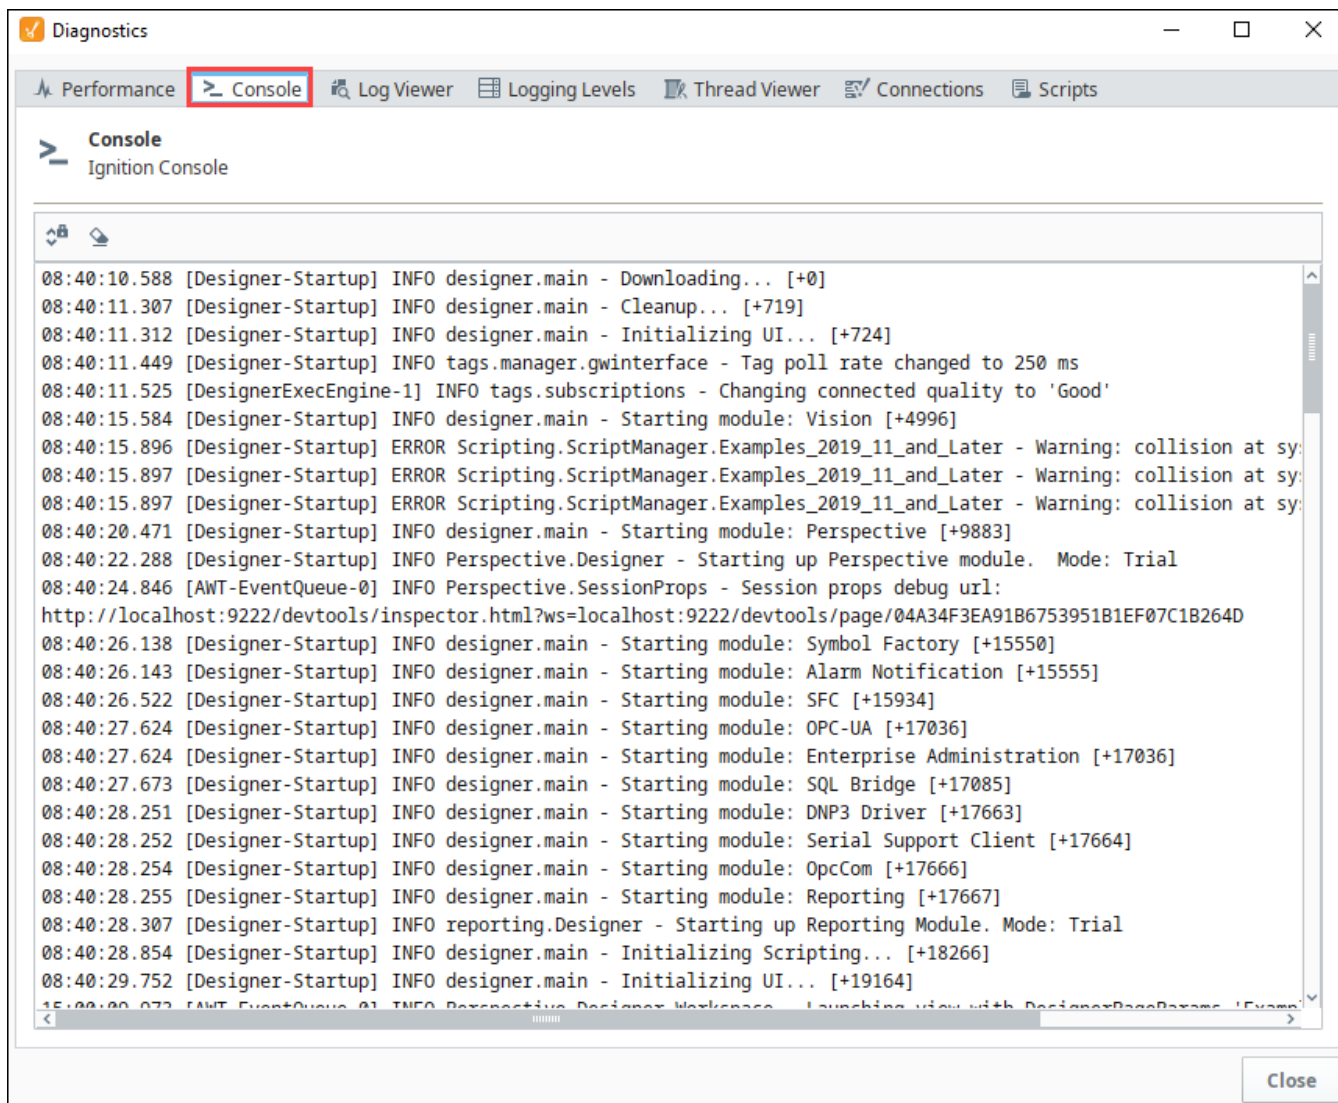 Diagnostics
Performance Console Log Viewer Logging Levels Thread Viewer Connections Scripts
Console
Ignition Console
08:40:10.588 [Designer-Startup] INFO designer.main - Downloading... [+0]
08:40:11.307 [Designer-Startup] INFO designer.main - Cleanup... [+719]
08:40:11.312 [Designer-Startup] INFO designer.main - Initializing UI... [+724]
08:40:11.449 [Designer-Startup] INFO tags.manager.gwinterface - Tag poll rate changed to 250 ms
08:40:11.525 [DesignerExecEngine-1] INFO tags.subscriptions - Changing connected quality to 'Good'
08:40:15.584 [Designer-Startup] INFO designer.main - Starting module: Vision [+4996]
08:40:15.896 [Designer-Startup] ERROR Scripting.ScriptManager.Examples_2019_11_and_Later - Warning: collision at sy
08:40:15.897 [Designer-Startup] ERROR Scripting.ScriptManager.Examples_2019_11_and_Later - Warning: collision at sy
08:40:15.897 [Designer-Startup] ERROR Scripting.ScriptManager.Examples_2019_11_and_Later - Warning: collision at sy
08:40:20.471 [Designer-Startup] INFO designer.main - Starting module: Perspective [+9883]
08:40:22.288 [Designer-Startup] INFO Perspective.Designer - Starting up Perspective module.  Mode: Trial
08:40:24.846 [AWT-EventQueue-0] INFO Perspective.SessionProps - Session props debug url:
http://localhost:9222/devtools/inspector.html?ws=localhost:9222/devtools/page/04A34F3EA91B6753951B1EF07C1B264D
08:40:26.138 [Designer-Startup] INFO designer.main - Starting module: Symbol Factory [+15550]
08:40:26.143 [Designer-Startup] INFO designer.main - Starting module: Alarm Notification [+15555]
08:40:26.522 [Designer-Startup] INFO designer.main - Starting module: SFC [+15934]
08:40:27.624 [Designer-Startup] INFO designer.main - Starting module: OPC-UA [+17036]
08:40:27.624 [Designer-Startup] INFO designer.main - Starting module: Enterprise Administration [+17036]
08:40:27.673 [Designer-Startup] INFO designer.main - Starting module: SQL Bridge [+17085]
08:40:28.251 [Designer-Startup] INFO designer.main - Starting module: DNP3 Driver [+17663]
08:40:28.252 [Designer-Startup] INFO designer.main - Starting module: Serial Support Client [+17664]
08:40:28.254 [Designer-Startup] INFO designer.main - Starting module: OpcCom [+17666]
08:40:28.255 [Designer-Startup] INFO designer.main - Starting module: Reporting [+17667]
08:40:28.307 [Designer-Startup] INFO reporting.Designer - Starting up Reporting Module. Mode: Trial
08:40:28.854 [Designer-Startup] INFO designer.main - Initializing Scripting... [+18266]
08:40:29.752 [Designer-Startup] INFO designer.main - Initializing UI... [+19164]
15:00:09.973 [AWT-EventQueue-0] INFO Perspective.Designer.Workspace - Launching view with DesignerPageParams 'Examp
Close